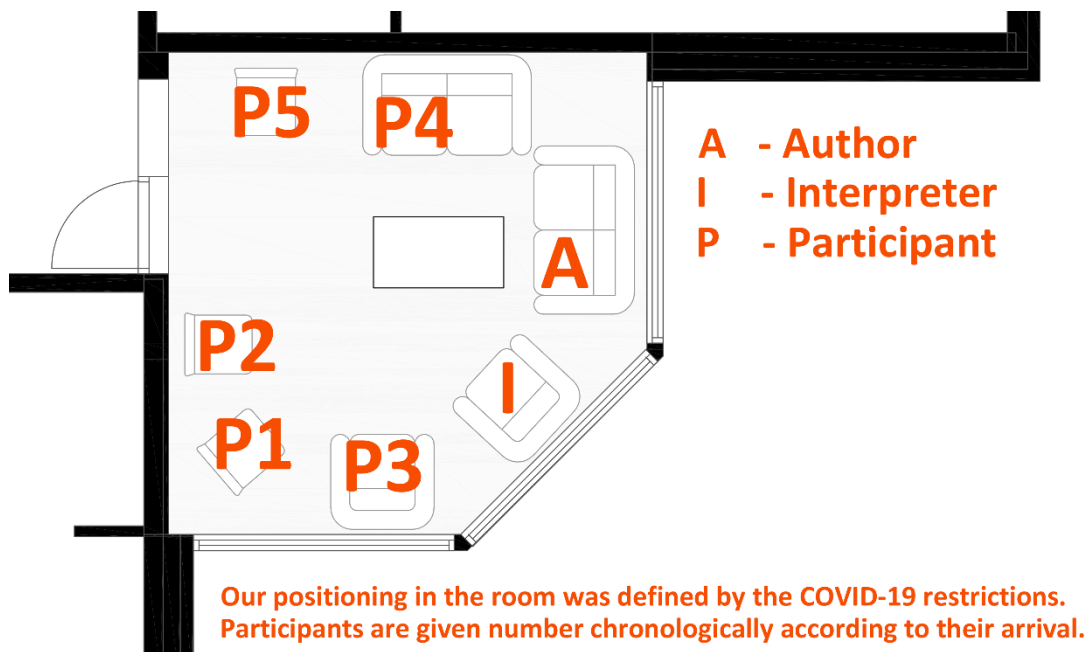 P5
P4
A - Author
I - Interpreter
P - Participant
A
P2
I
P1
P3
Our positioning in the room was defined by the COVID-19 restrictions.
Participants are given number chronologically according to their arrival.